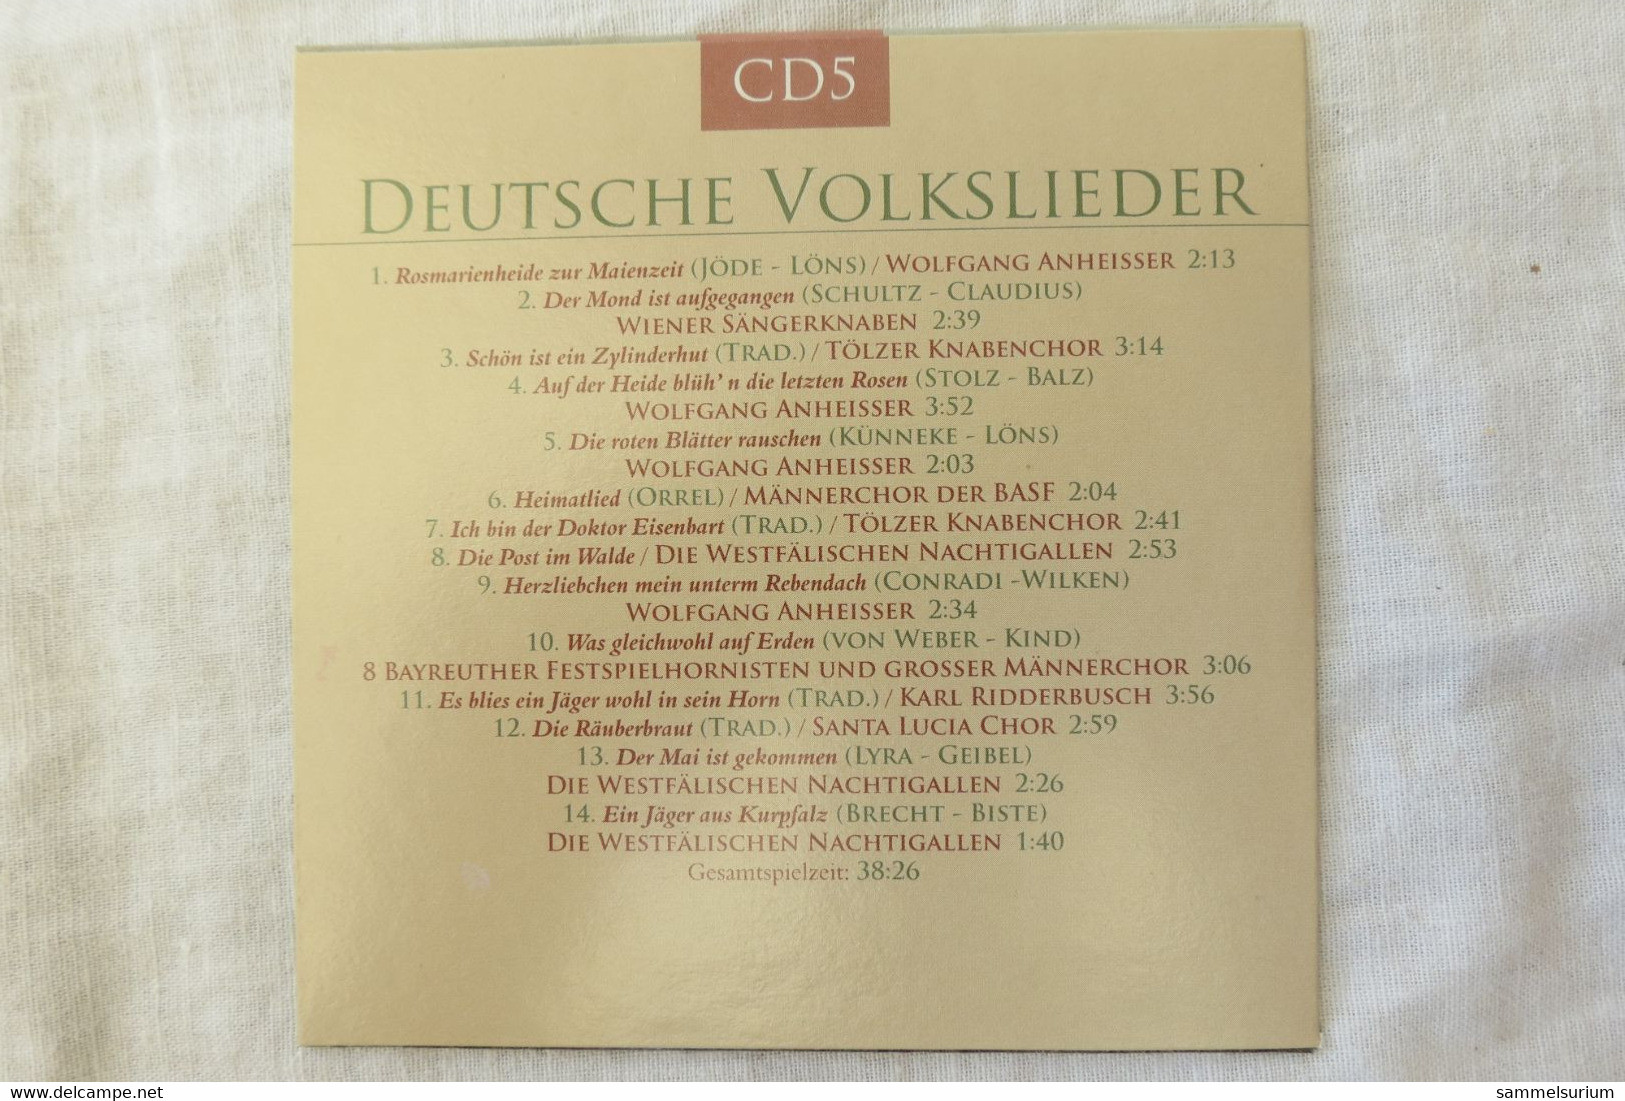 CD5
DEUTSCHE VOLKSLIEDER
1. Rosmarienheide zur Maienzeit (JÖDE - LÖNS) / WOLFGANG ANHEISSER 2:13
2. Der Mond ist aufgegangen (SCHULTZ - CLAUDIUS)
WIENER SÄNGERKNABEN 2:39
3. Schön ist ein Zylinderhut (TRAD.) / TÖLZER KNABENCHOR 3:14
4. Auf der Heide blüh' n die letzten Rosen (STOLZ - BALZ)
WOLFGANG ANHEISSER 3:52
5. Die roten Blätter rauschen (KÜNNEKE - LÖNS)
WOLFGANG ANHEISSER 2:03
6. Heimatlied (ORREL) / MÄNNERCHOR DER BASF 2:04
7. Ich bin der Doktor Eisenbart (TRAD.) / TÖLZER KNABENCHOR 2:41
8. Die Post im Walde / DIE WESTFÄLISCHEN NACHTIGALLEN 2:53
9. Herzliebchen mein unterm Rebendach (CONRADI -WILKEN)
WOLFGANG ANHEISSER 2:34
10. Was gleichwohl auf Erden (VON WEBER - KIND)
8 BAYREUTHER FESTSPIELHORNISTEN UND GROSSER MÄNNERCHOR 3:06
11. Es blies ein Jäger wohl in sein Horn (TRAD.) / KARL RIDDERBUSCH 3:56
12. Die Räuberbraut (TRAD.) / SANTA LUCIA CHOR 2:59
13. Der Mai ist gekommen (LYRA - GEIBEL)
DIE WESTFÄLISCHEN NACHTIGALLEN 2:26
14. Ein Jäger aus Kurpfalz (BRECHT - BISTE)
DIE WESTFÄLISCHEN NACHTIGALLEN 1:40
Gesamtspielzeit: 38:26
www.delcampe.net
sammelsurium